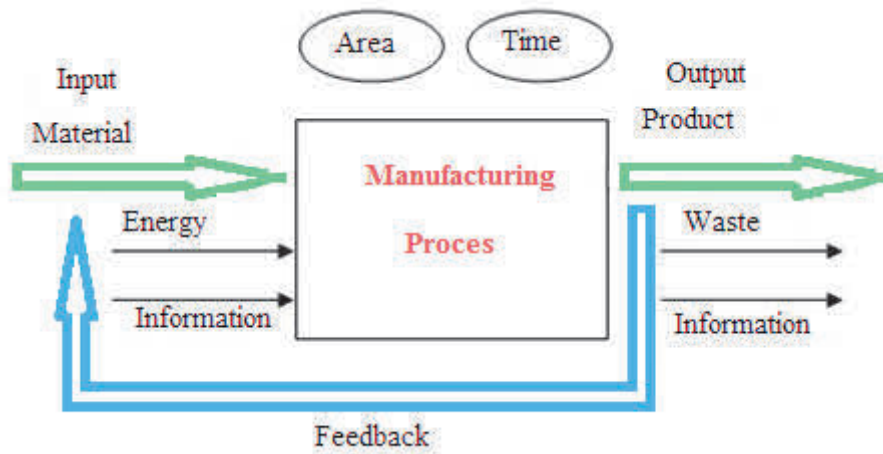 Area
Time
Input
Output
Material
Product
Manufacturing
Proces
Energy
Waste
Information
Information
Feedback